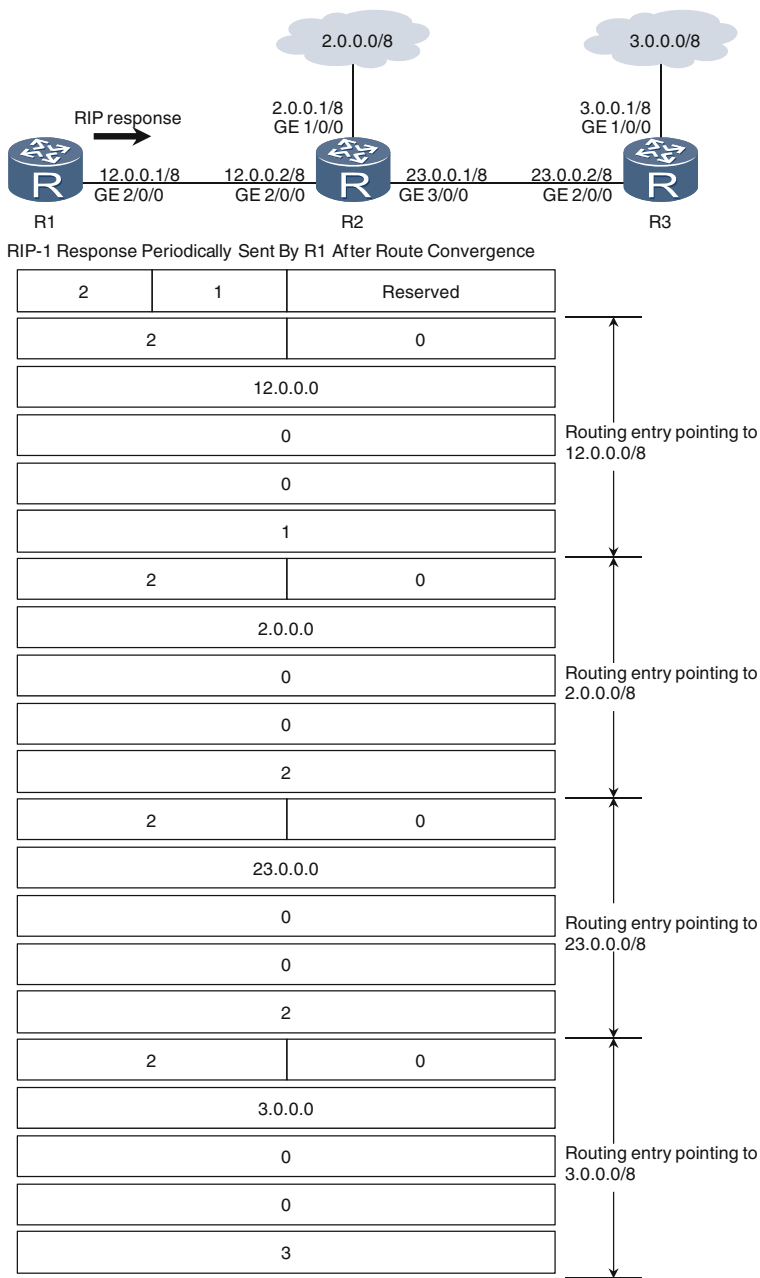 2.0.0.0/8 3.0.0.0/8
RIP response
2.0.0.1/8
GE 1/0/0
3.0.0.1/8
GE 1/0/0
R 12.0.0.1/8 12.0.0.2/8 R 23.0.0.1/8 23.0.0.2/8 R
GE 2/0/0 GE 2/0/0 GE 3/0/0 GE 2/0/0
R1 R2 R3
RIP-1 Response Periodically Sent By R1 After Route Convergence
2 1 Reserved
2 0
12.0.0.0
0
0
1
Routing entry pointing to
12.0.0.0/8
2 0
2.0.0.0
0
0
2
Routing entry pointing to
2.0.0.0/8
2 0
23.0.0.0
0
0
2
Routing entry pointing to
23.0.0.0/8
2 0
3.0.0.0
0
0
3
Routing entry pointing to
3.0.0.0/8